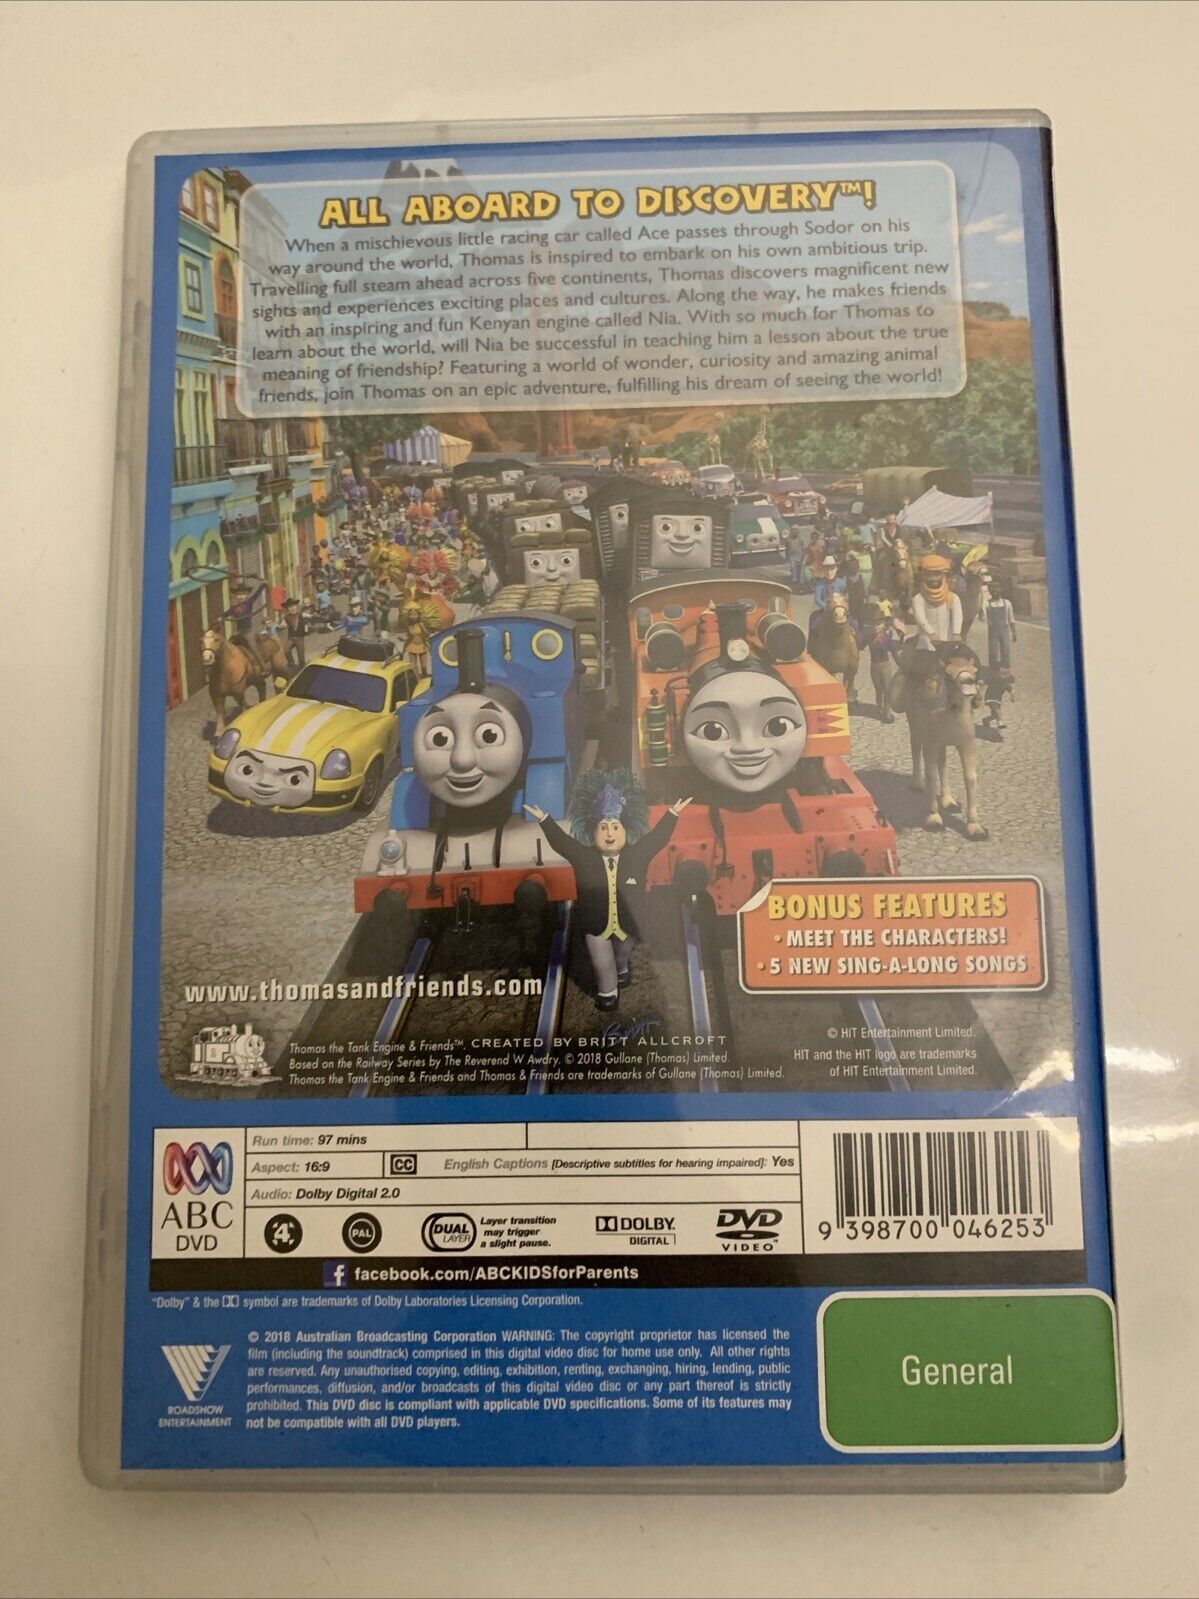 ALL ABOARD TO DISCOVERY™!
When a mischievous little racing car called Ace passes through Sodor on his
way around the world, Thomas is inspired to embark on his own ambitious trip.
Travelling full steam ahead across five continents, Thomas discovers magnificent new
sights and experiences exciting places and cultures. Along the way, he makes friends
with an inspiring and fun Kenyan engine called Nia. With so much for Thomas to
learn about the world, will Nia be successful in teaching him a lesson about the true
meaning of friendship? Featuring a world of wonder, curiosity and amazing animal
friends, join Thomas on an epic adventure, fulfilling his dream of seeing the world!
BONUS FEATURES
• MEET THE CHARACTERS!
• 5 NEW SING-A-LONG SONGS
www.thomasandfriends.com
Britt
Thomas the Tank Engine & Friends™, CREATED BY BRITT ALLCROFT
Based on the Railway Series by The Reverend W Awdry. © 2018 Gullane (Thomas) Limited.
Thomas the Tank Engine & Friends and Thomas & Friends are trademarks of Gullane (Thomas) Limited.
© HIT Entertainment Limited.
HIT and the HIT logo are trademarks
of HIT Entertainment Limited.
ABC
DVD
Run time: 97 mins
Aspect: 16:9
CC
English Captions [Descriptive subtitles for hearing impaired]: Yes
Audio: Dolby Digital 2.0
4
PAL
DUAL
LAYER
Layer transition
may trigger
a slight pause.
DOLBY
DIGITAL
DVD
VIDEO
9 398700 046253
f facebook.com/ABCKIDSforParents
"Dolby" & the DD symbol are trademarks of Dolby Laboratories Licensing Corporation.
ROADSHOW
ENTERTAINMENT
© 2018 Australian Broadcasting Corporation WARNING: The copyright proprietor has licensed the
film (including the soundtrack) comprised in this digital video disc for home use only. All other rights
are reserved. Any unauthorised copying, editing, exhibition, renting, exchanging, hiring, lending, public
performances, diffusion, and/or broadcasts of this digital video disc or any part thereof is strictly
prohibited. This DVD disc is compliant with applicable DVD specifications. Some of its features may
not be compatible with all DVD players.
General